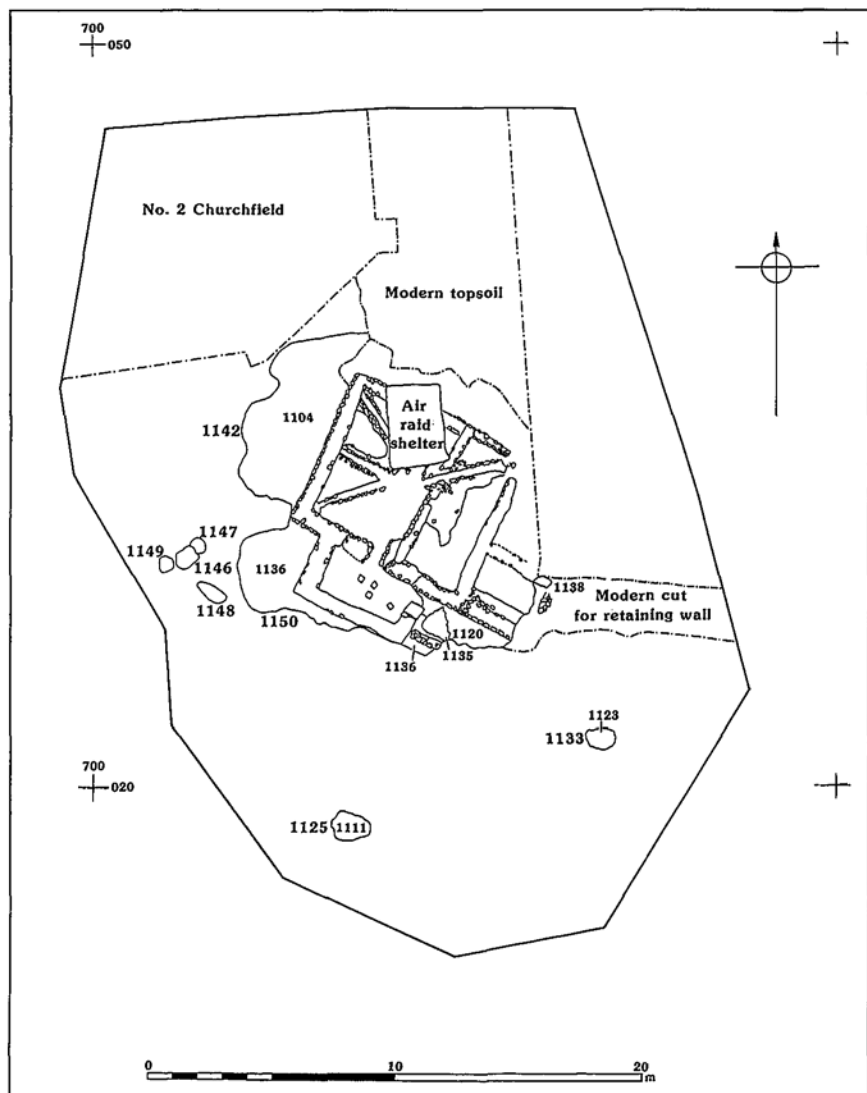 700
050
No. 2 Churchfield
Modern topsoil
Air
raid
shelter
1104
1142
1147
1149
1146
1136
1148
1150
1138
Modern cut
for retaining wall
1120
1136
1135
1123
1133
700
020
1125
1111
0
10
20
m